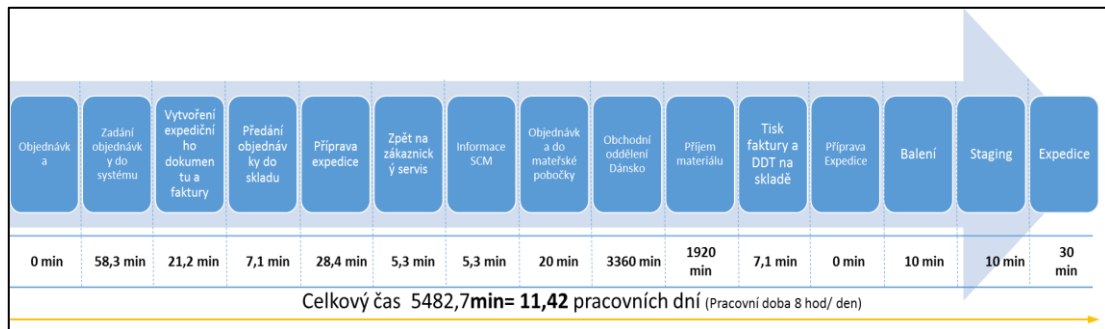 Objednávk
a
Zadání
objednávk
y do
systému
Vytvoření
expediční
ho
dokumen
tu a
faktury
Předání
objednáv
ky do
skladu
Příprava
expedice
Zpět na
zákaznick
ý servis
Informace
SCM
Objednávk
a do
mateřské
pobočky
Obchodní
oddělení
Dánsko
Příjem
materiálu
Tisk
faktury a
DDT na
skladě
Příprava
Expedice
Balení
Staging
Expedice
0 min
58,3 min
21,2 min
7,1 min
28,4 min
5,3 min
5,3 min
20 min
3360 min
1920
min
7,1 min
0 min
10 min
10 min
30
min
Celkový čas 5482,7min= 11,42 pracovních dní (Pracovní doba 8 hod/ den)